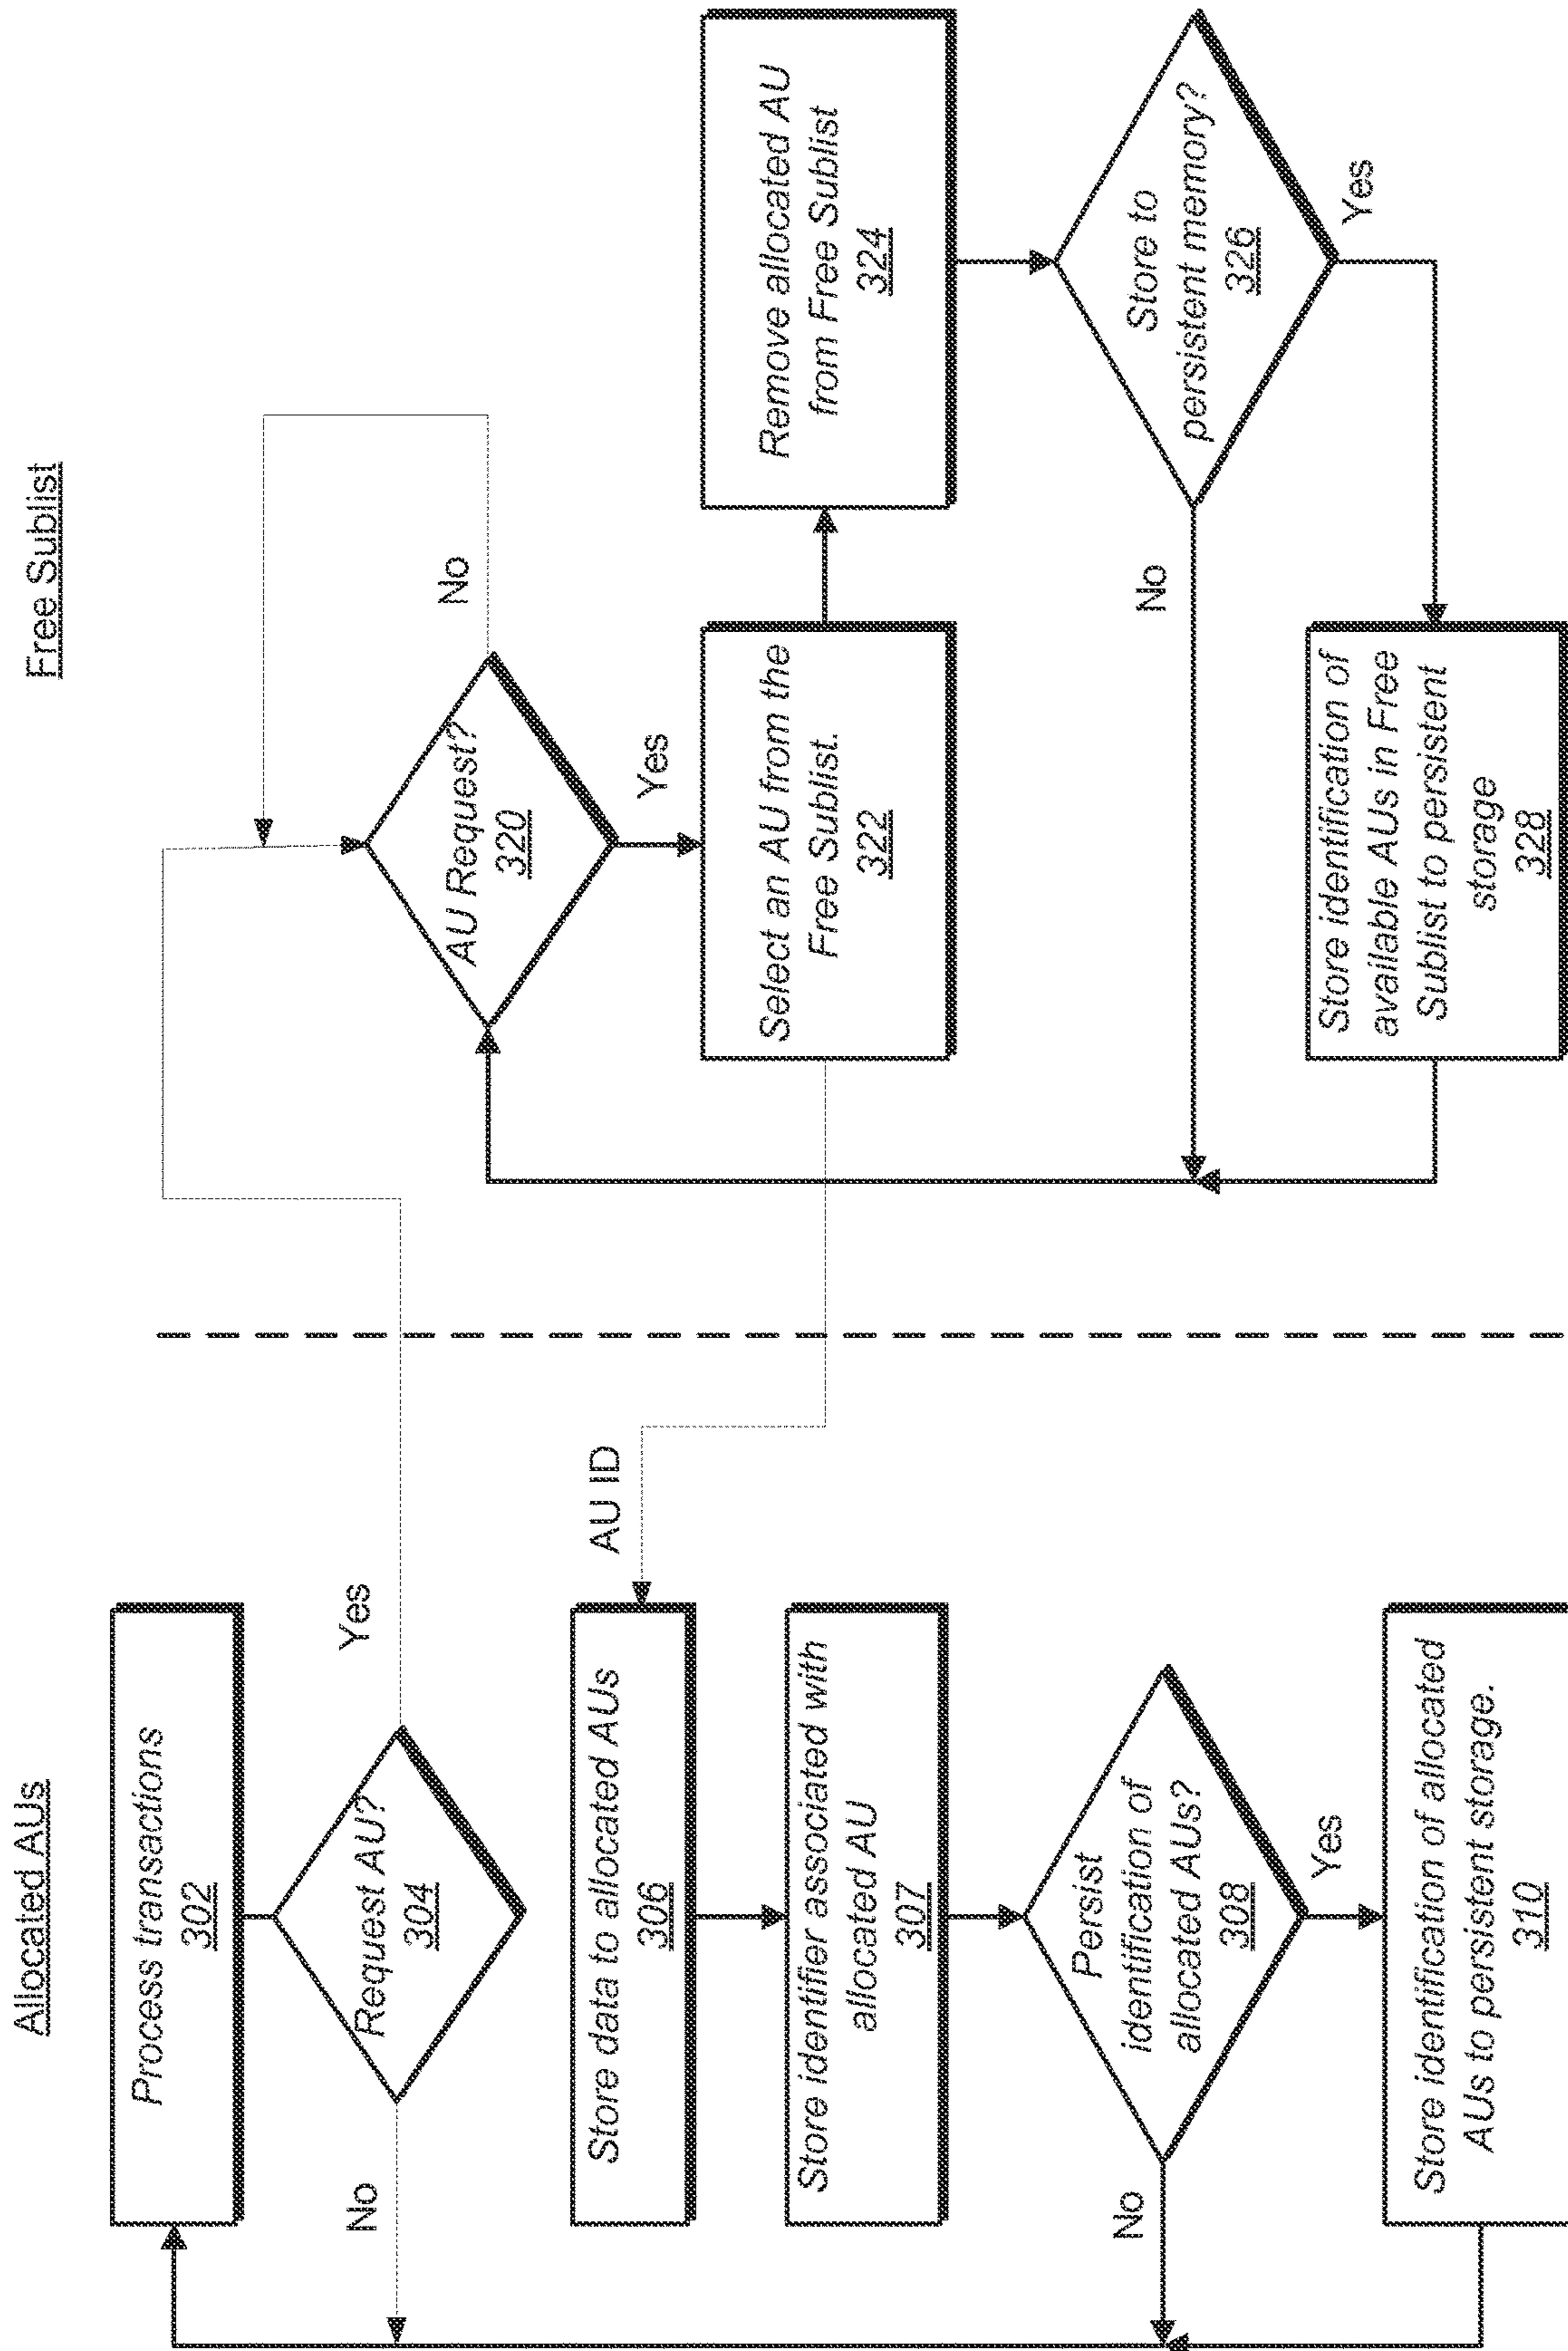 Allocated AUs
Process transactions
302
Request AU?
304
Yes
No
AU ID
Store data to allocated AUs
306
Store identifier associated with
allocated AU
307
Persist
identification of
allocated AUs?
308
No
Yes
Store identification of allocated
AUs to persistent storage.
310
Free Sublist
AU Request?
320
No
Yes
Select an AU from the
Free Sublist.
322
Remove allocated AU
from Free Sublist
324
Store to
persistent memory?
326
No
Yes
Store identification of
available AUs in Free
Sublist to persistent
storage
328